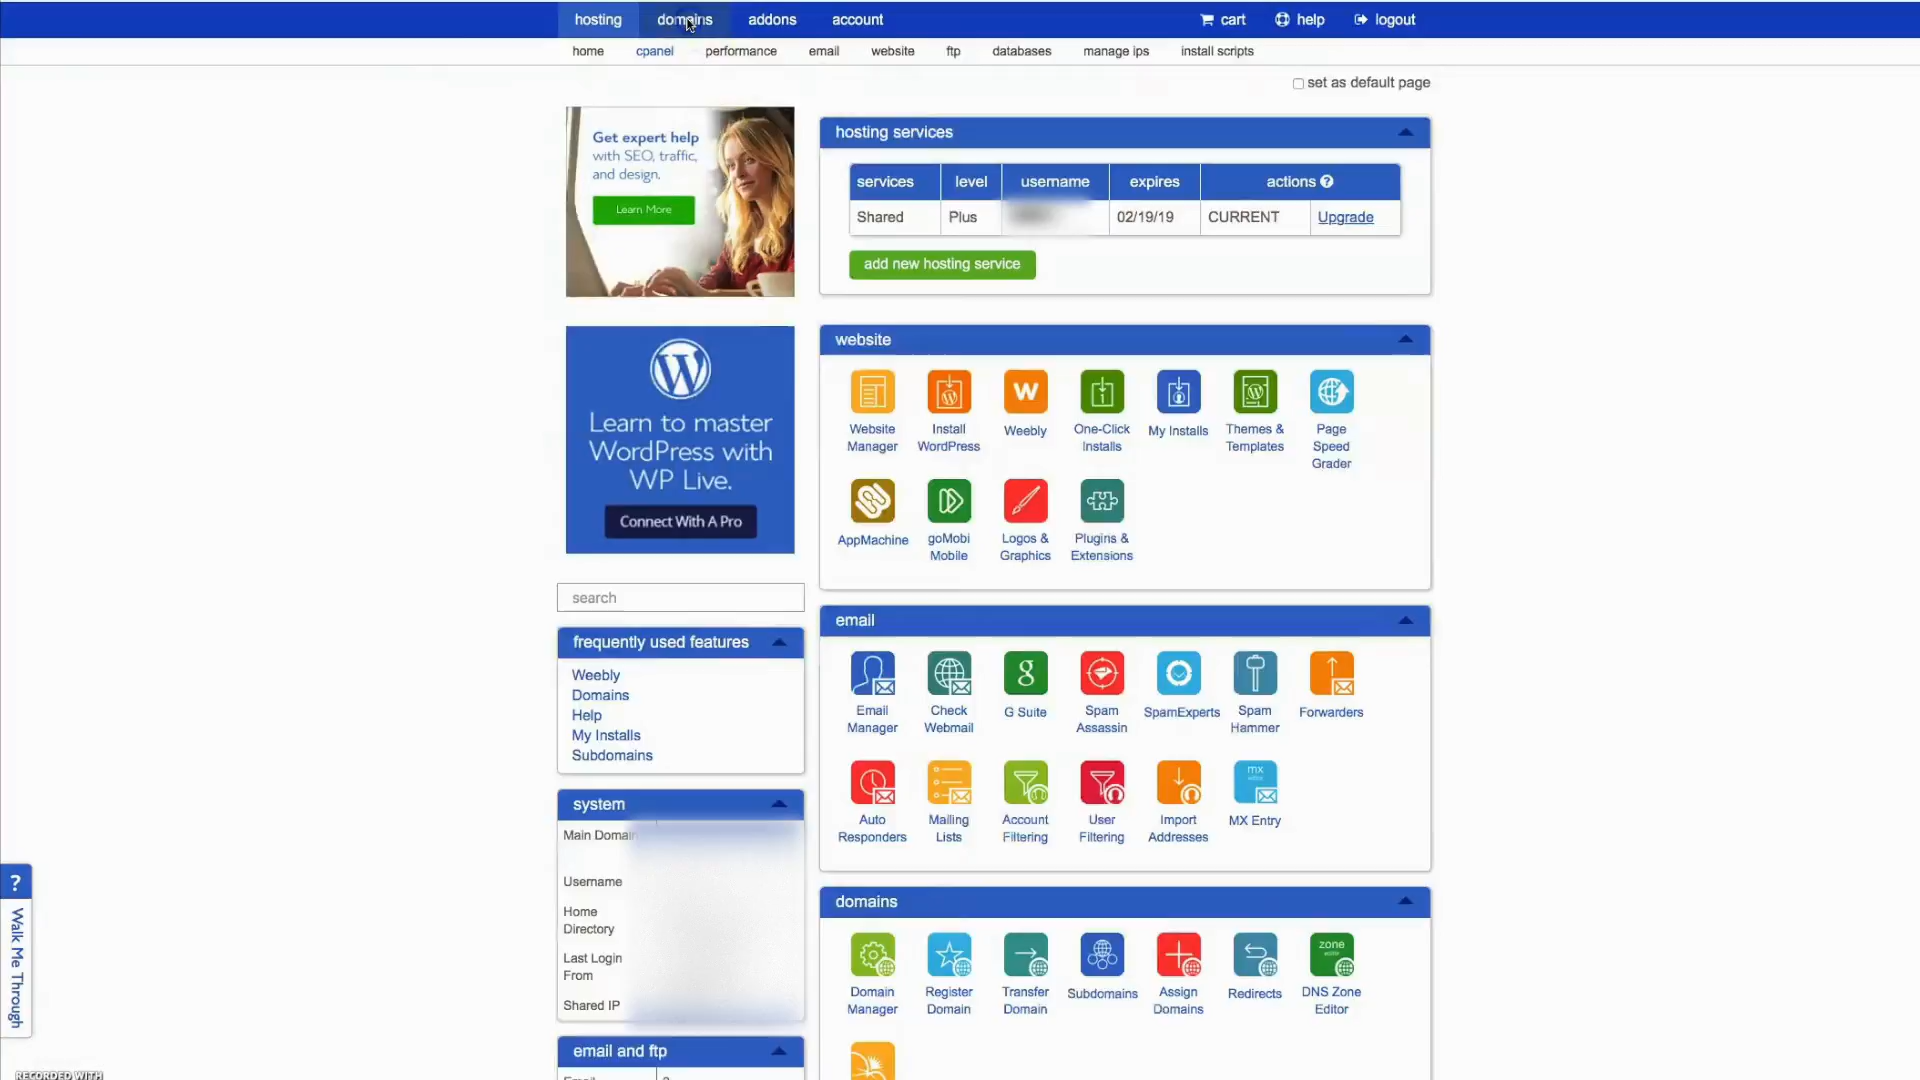 hosting domains addons account cart help logout
home cpanel performance email website ftp databases manage ips install scripts
set as default page
Get expert help
with SEO, traffic,
and design.
Learn More
hosting services
services level username expires actions ?
Shared Plus 02/19/19 CURRENT Upgrade
add new hosting service
Learn to master
WordPress with
WP Live.
Connect With A Pro
website
Website
Manager
Install
WordPress
Weebly
One-Click
Installs
My Installs
Themes &
Templates
Page
Speed
Grader
AppMachine
goMobi
Mobile
Logos &
Graphics
Plugins &
Extensions
search
frequently used features
Weebly
Domains
Help
My Installs
Subdomains
email
Email
Manager
Check
Webmail
G Suite
Spam
Assassin
SpamExperts
Spam
Hammer
Forwarders
Auto
Responders
Mailing
Lists
Account
Filtering
User
Filtering
Import
Addresses
mx
MX Entry
system
Main Domain
Username
Home
Directory
Last Login
From
Shared IP
domains
Domain
Manager
Register
Domain
Transfer
Domain
Subdomains
Assign
Domains
Redirects
zone
editor
DNS Zone
Editor
email and ftp
? Walk Me Through
RECORDED WITH